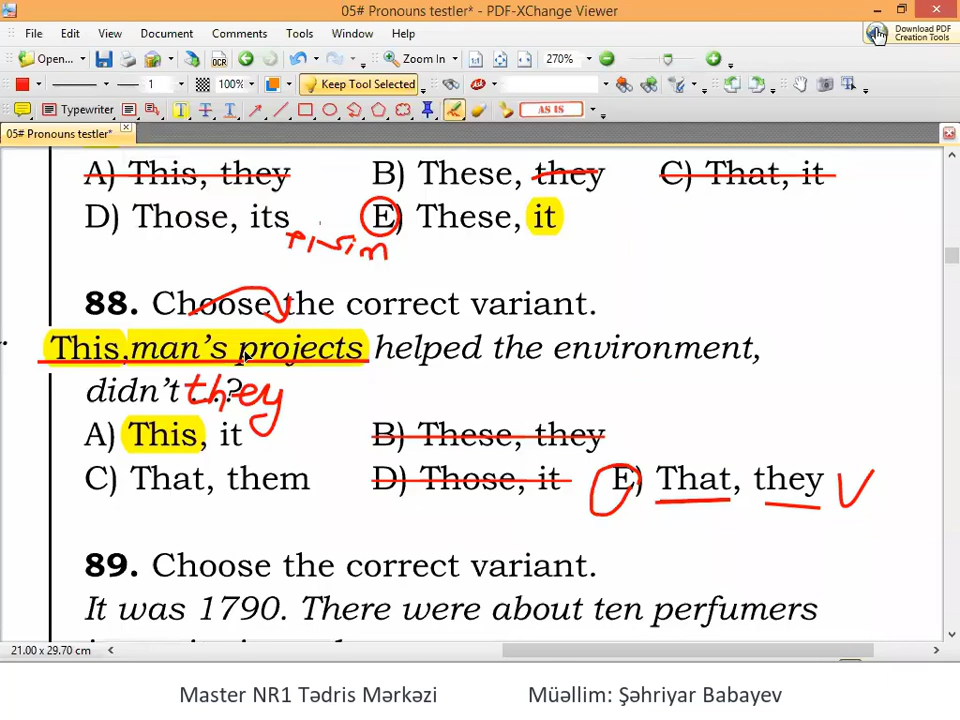 05# Pronouns testler* - PDF-XChange Viewer
File Edit View Document Comments Tools Window Help
Download PDF Creation Tools
Open... OCR Zoom In 270%
1 100% Keep Tool Selected
Typewriter AS IS
05# Pronouns testler*
A) This, they B) These, they C) That, it
D) Those, its E) These, it
88. Choose the correct variant.
This, man's projects helped the environment,
didn't ...?
they
A) This, it B) These, they
C) That, them D) Those, it E) That, they
89. Choose the correct variant.
It was 1790. There were about ten perfumers
21.00 x 29.70 cm
Master NR1 Tədris Mərkəzi Müəllim: Şəhriyar Babayev